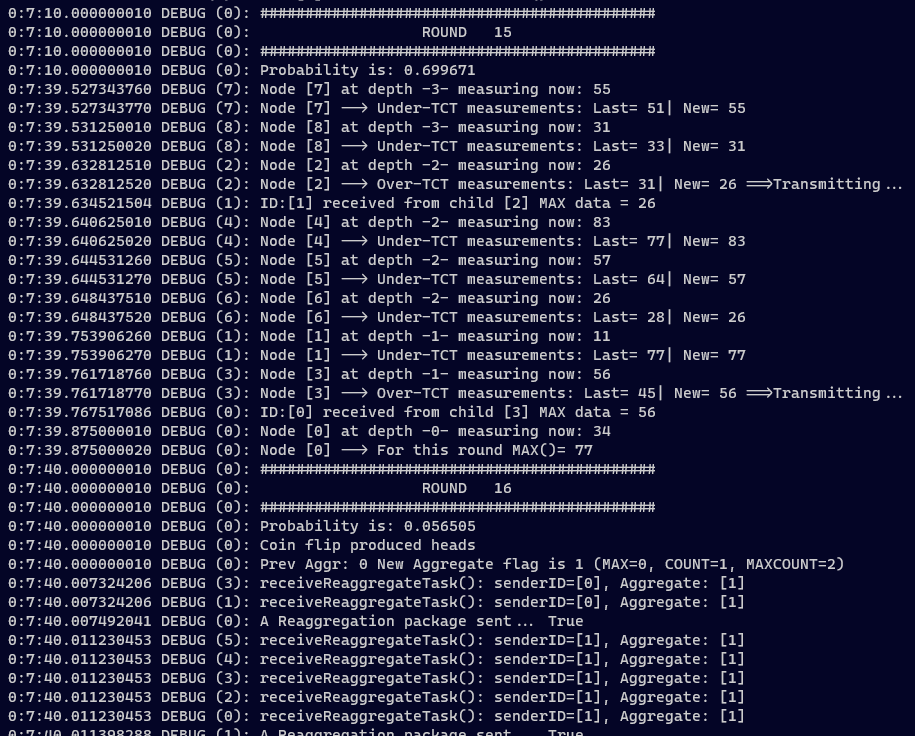 0:7:10.000000010 DEBUG (0): ############################################
0:7:10.000000010 DEBUG (0):                   ROUND   15
0:7:10.000000010 DEBUG (0): ############################################
0:7:10.000000010 DEBUG (0): Probability is: 0.699671
0:7:39.527343760 DEBUG (7): Node [7] at depth -3- measuring now: 55
0:7:39.527343770 DEBUG (7): Node [7] --> Under-TCT measurements: Last= 51| New= 55
0:7:39.531250010 DEBUG (8): Node [8] at depth -3- measuring now: 31
0:7:39.531250020 DEBUG (8): Node [8] --> Under-TCT measurements: Last= 33| New= 31
0:7:39.632812510 DEBUG (2): Node [2] at depth -2- measuring now: 26
0:7:39.632812520 DEBUG (2): Node [2] --> Over-TCT measurements: Last= 31| New= 26 ==>Transmitting...
0:7:39.634521504 DEBUG (1): ID:[1] received from child [2] MAX data = 26
0:7:39.640625010 DEBUG (4): Node [4] at depth -2- measuring now: 83
0:7:39.640625020 DEBUG (4): Node [4] --> Under-TCT measurements: Last= 77| New= 83
0:7:39.644531260 DEBUG (5): Node [5] at depth -2- measuring now: 57
0:7:39.644531270 DEBUG (5): Node [5] --> Under-TCT measurements: Last= 64| New= 57
0:7:39.648437510 DEBUG (6): Node [6] at depth -2- measuring now: 26
0:7:39.648437520 DEBUG (6): Node [6] --> Under-TCT measurements: Last= 28| New= 26
0:7:39.753906260 DEBUG (1): Node [1] at depth -1- measuring now: 11
0:7:39.753906270 DEBUG (1): Node [1] --> Under-TCT measurements: Last= 77| New= 77
0:7:39.761718760 DEBUG (3): Node [3] at depth -1- measuring now: 56
0:7:39.761718770 DEBUG (3): Node [3] --> Over-TCT measurements: Last= 45| New= 56 ==>Transmitting...
0:7:39.767517086 DEBUG (0): ID:[0] received from child [3] MAX data = 56
0:7:39.875000010 DEBUG (0): Node [0] at depth -0- measuring now: 34
0:7:39.875000020 DEBUG (0): Node [0] --> For this round MAX()= 77
0:7:40.000000010 DEBUG (0): ############################################
0:7:40.000000010 DEBUG (0):                   ROUND   16
0:7:40.000000010 DEBUG (0): ############################################
0:7:40.000000010 DEBUG (0): Probability is: 0.056505
0:7:40.000000010 DEBUG (0): Coin flip produced heads
0:7:40.000000010 DEBUG (0): Prev Aggr: 0 New Aggregate flag is 1 (MAX=0, COUNT=1, MAXCOUNT=2)
0:7:40.007324206 DEBUG (3): receiveReaggregateTask(): senderID=[0], Aggregate: [1]
0:7:40.007324206 DEBUG (1): receiveReaggregateTask(): senderID=[0], Aggregate: [1]
0:7:40.007492041 DEBUG (0): A Reaggregation package sent... True
0:7:40.011230453 DEBUG (5): receiveReaggregateTask(): senderID=[1], Aggregate: [1]
0:7:40.011230453 DEBUG (4): receiveReaggregateTask(): senderID=[1], Aggregate: [1]
0:7:40.011230453 DEBUG (3): receiveReaggregateTask(): senderID=[1], Aggregate: [1]
0:7:40.011230453 DEBUG (2): receiveReaggregateTask(): senderID=[1], Aggregate: [1]
0:7:40.011230453 DEBUG (0): receiveReaggregateTask(): senderID=[1], Aggregate: [1]
0:7:40.011398288 DEBUG (1): A Reaggregation package sent... True